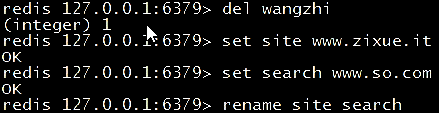 redis 127.0.0.1:6379> del wangzhi
(integer) 1
redis 127.0.0.1:6379> set site www.zixue.it
OK
redis 127.0.0.1:6379> set search www.so.com
OK
redis 127.0.0.1:6379> rename site search